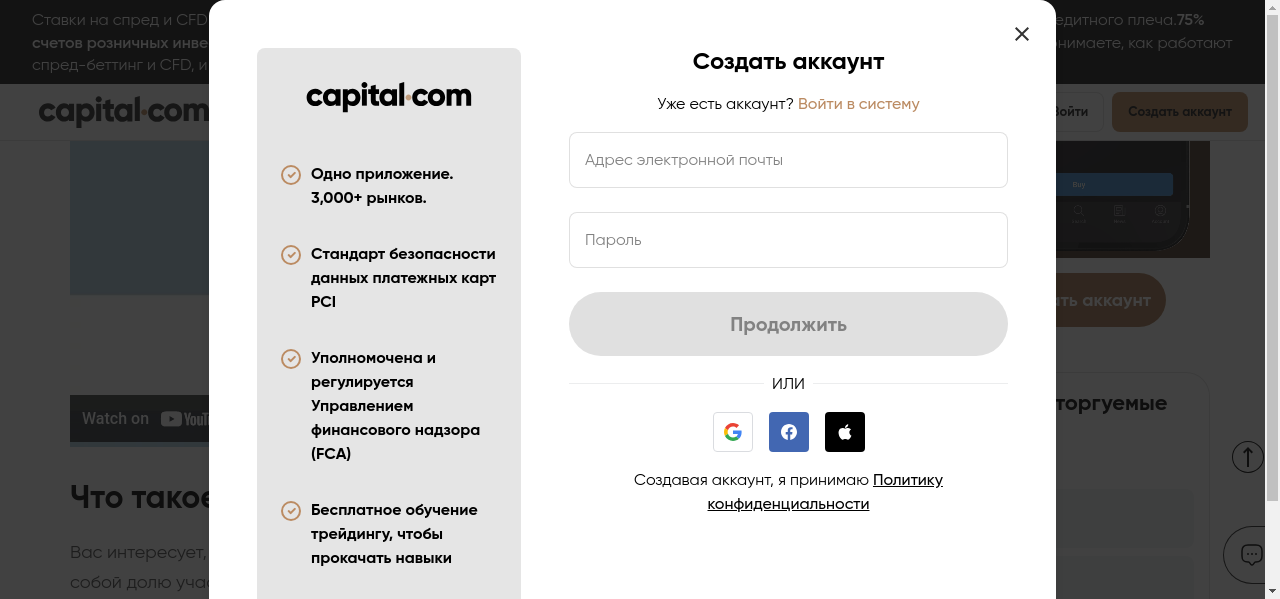 Ставки на спред и CFD
едитного плеча.75%
счетов розничных инве
онимаете, как работают
спред-беттинг и CFD, и
capital.com
Войти
Создать аккаунт
Buy
ать аккаунт
Watch on YouTu
торгуемые
Что такое
Вас интересует,
собой долю учас
capital.com
Одно приложение.
3,000+ рынков.
Стандарт безопасности
данных платежных карт
PCI
Уполномочена и
регулируется
Управлением
финансового надзора
(FCA)
Бесплатное обучение
трейдингу, чтобы
прокачать навыки
Создать аккаунт
Уже есть аккаунт? Войти в систему
Адрес электронной почты
Пароль
Продолжить
ИЛИ
Создавая аккаунт, я принимаю Политику
конфиденциальности